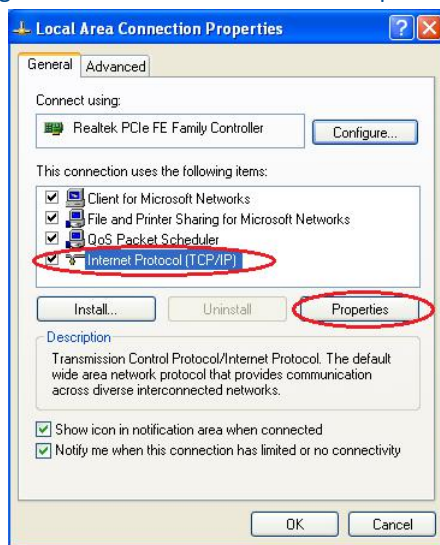 Local Area Connection Properties
General Advanced
Connect using:
Realtek PCIe FE Family Controller
Configure...
This connection uses the following items:
Client for Microsoft Networks
File and Printer Sharing for Microsoft Networks
QoS Packet Scheduler
Internet Protocol (TCP/IP)
Install... Uninstall Properties
Description
Transmission Control Protocol/Internet Protocol. The default
wide area network protocol that provides communication
across diverse interconnected networks.
Show icon in notification area when connected
Notify me when this connection has limited or no connectivity
OK Cancel